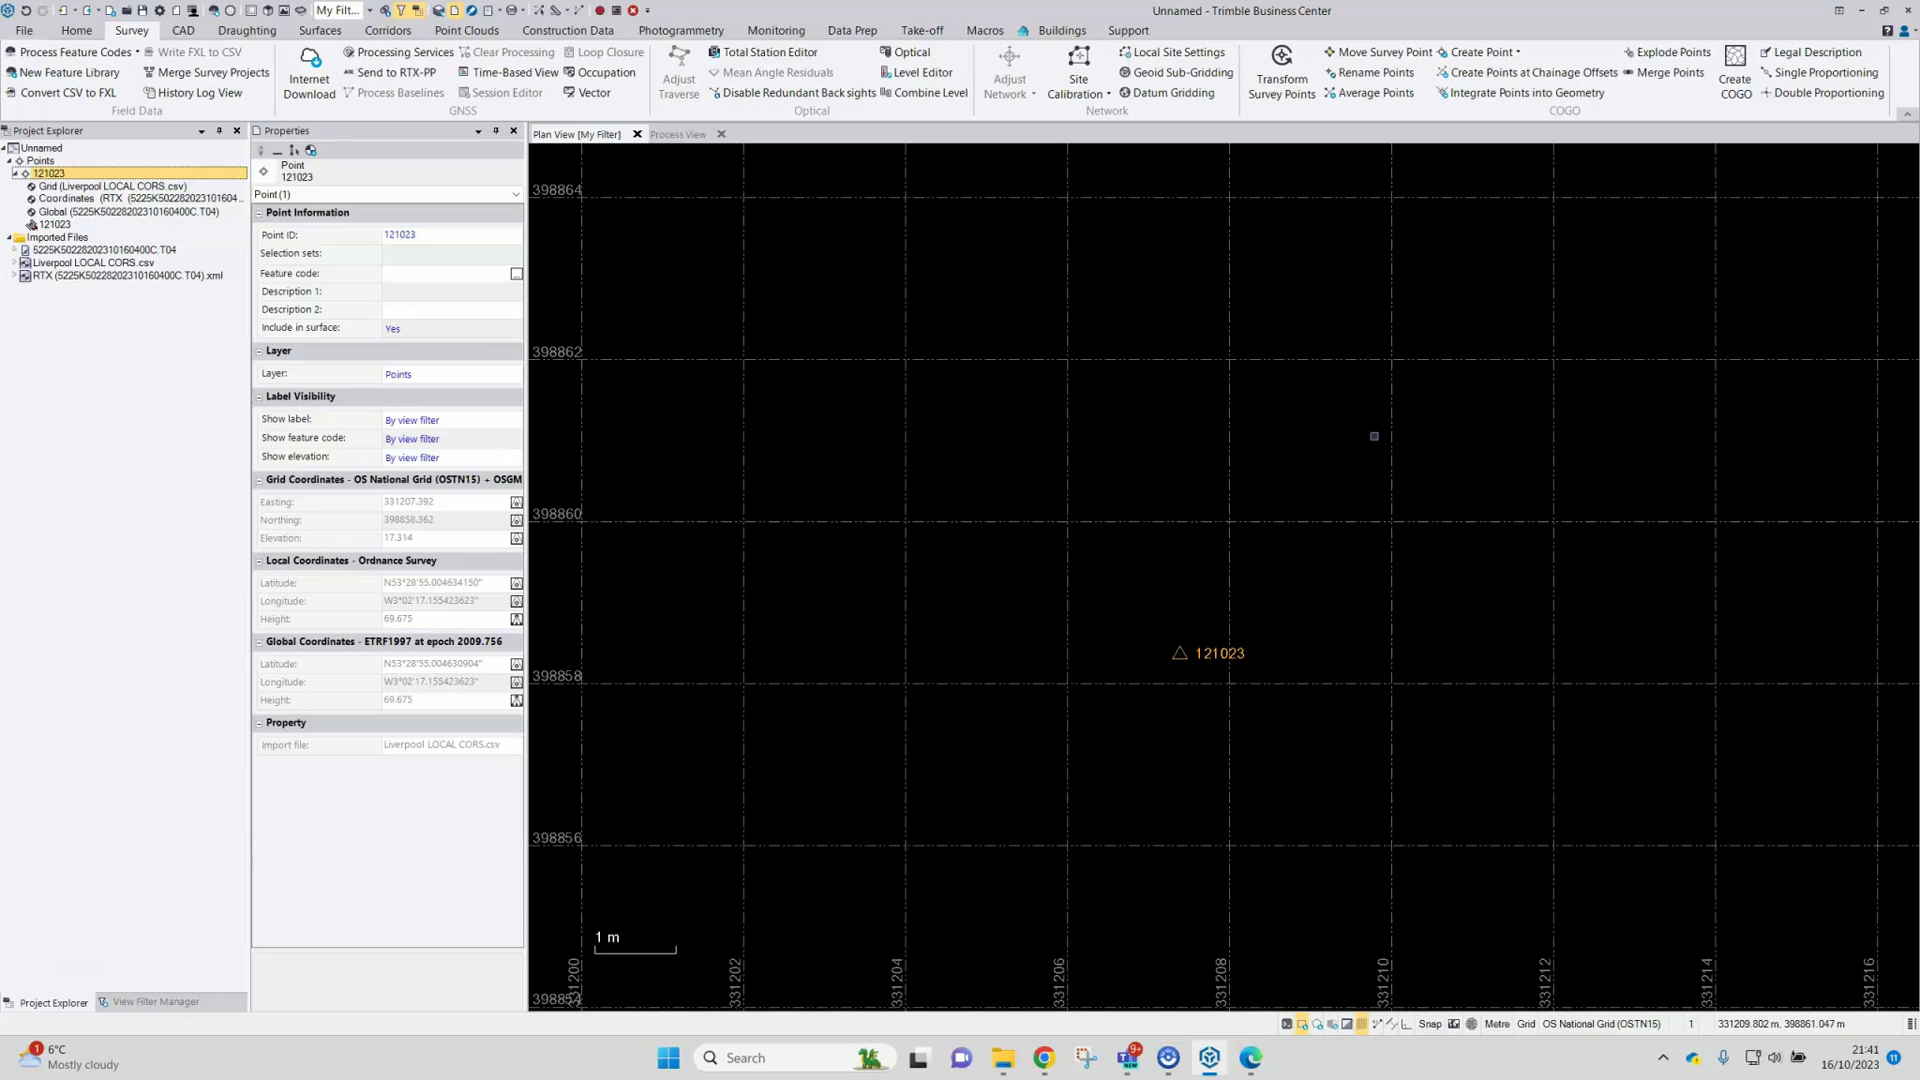 My Filt...
Unnamed - Trimble Business Center
File Home Survey CAD Drafting Surfaces Corridors Point Clouds Construction Data Photogrammetry Monitoring Data Prep Take-off Macros Buildings Support
Process Feature Codes Write FXL to CSV
New Feature Library Merge Survey Projects
Convert CSV to FXL History Log View
Field Data
Internet Download
Processing Services Clear Processing Loop Closure
Send to RTX-PP Time-Based View Occupation
Process Baselines Session Editor Vector
GNSS
Adjust Traverse
Total Station Editor Optical
Mean Angle Residuals Level Editor
Disable Redundant Back sights Combine Level
Optical
Adjust Network
Site Calibration
Local Site Settings
Geoid Sub-Gridding
Datum Gridding
Network
Transform Survey Points
Move Survey Point Create Point Explode Points
Rename Points Create Points at Chainage Offsets Merge Points
Average Points Integrate Points into Geometry
Create COGO
Legal Description
Single Proportioning
Double Proportioning
COGO
Project Explorer
Unnamed
Points
121023
Grid (Liverpool LOCAL CORS.csv)
Coordinates (RTX (5225K502282023101604...
Global (5225K50228202310160400C.T04)
121023
Imported Files
5225K50228202310160400C.T04
Liverpool LOCAL CORS.csv
RTX (5225K50228202310160400C.T04).xml
Project Explorer View Filter Manager
Properties
Point
121023
Point (1)
Point Information
Point ID: 121023
Selection sets:
Feature code: ...
Description 1:
Description 2:
Include in surface: Yes
Layer
Layer: Points
Label Visibility
Show label: By view filter
Show feature code: By view filter
Show elevation: By view filter
Grid Coordinates - OS National Grid (OSTN15) + OSGM
Easting: 331207.392
Northing: 398858.362
Elevation: 17.314
Local Coordinates - Ordnance Survey
Latitude: N53°28'55.004634150"
Longitude: W3°02'17.155423623"
Height: 69.675
Global Coordinates - ETRF1997 at epoch 2009.756
Latitude: N53°28'55.004630904"
Longitude: W3°02'17.155423623"
Height: 69.675
Property
Import file: Liverpool LOCAL CORS.csv
Plan View [My Filter] Process View
398864
398862
398860
121023
398858
398856
1 m
331200 331202 331204 331206 331208 331210 331212 331214 331216
Snap Metre Grid OS National Grid (OSTN15) 1 331209.802 m, 398861.047 m
1 6°C
Mostly cloudy
Search
9+
NEW
21:41
16/10/2023
11